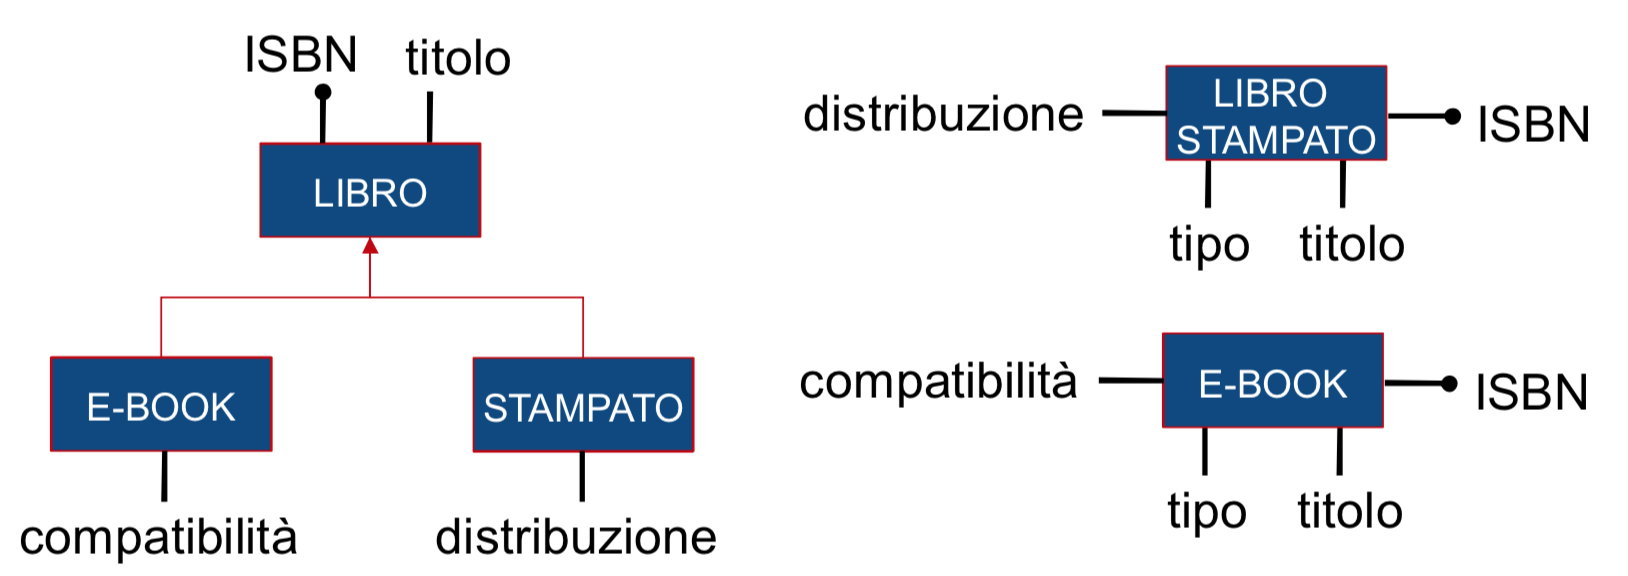 ISBN
titolo
LIBRO
E-BOOK
STAMPATO
compatibilità
distribuzione
distribuzione
LIBRO
STAMPATO
ISBN
tipo
titolo
compatibilità
E-BOOK
ISBN
tipo
titolo